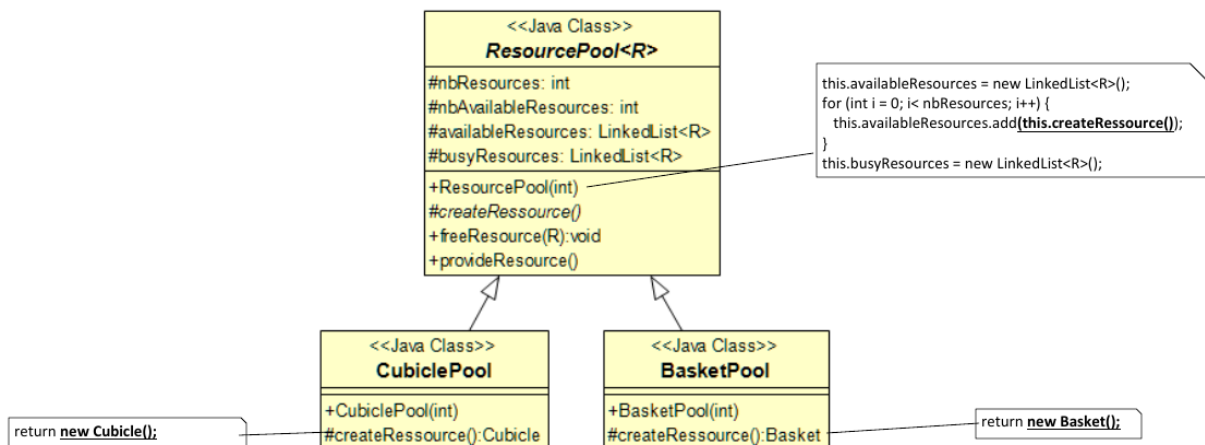 <<Java Class>>
ResourcePool<R>
#nbResources: int
#nbAvailableResources: int
#availableResources: LinkedList<R>
#busyResources: LinkedList<R>
+ResourcePool(int)
#createRessource()
+freeResource(R):void
+provideResource()
this.availableResources = new LinkedList<R>();
for (int i = 0; i< nbResources; i++) {
this.availableResources.add(this.createRessource());
}
this.busyResources = new LinkedList<R>();
<<Java Class>>
CubiclePool
+CubiclePool(int)
#createRessource():Cubicle
return new Cubicle();
<<Java Class>>
BasketPool
+BasketPool(int)
#createRessource():Basket
return new Basket();